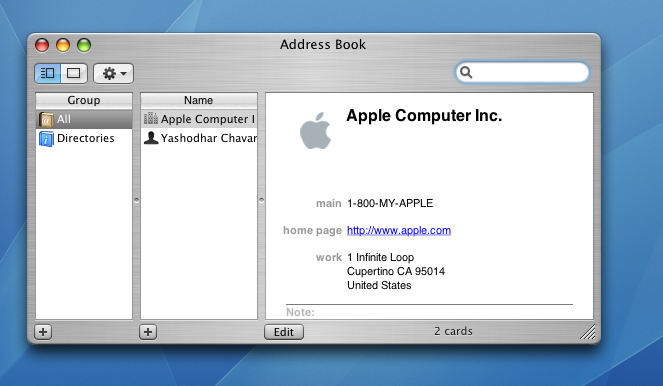 Address Book
Group
Name
All
Directories
Apple Computer I
Yashodhar Chavar
Apple Computer Inc.
main 1-800-MY-APPLE
home page http://www.apple.com
work 1 Infinite Loop
Cupertino CA 95014
United States
Note:
Edit
2 cards